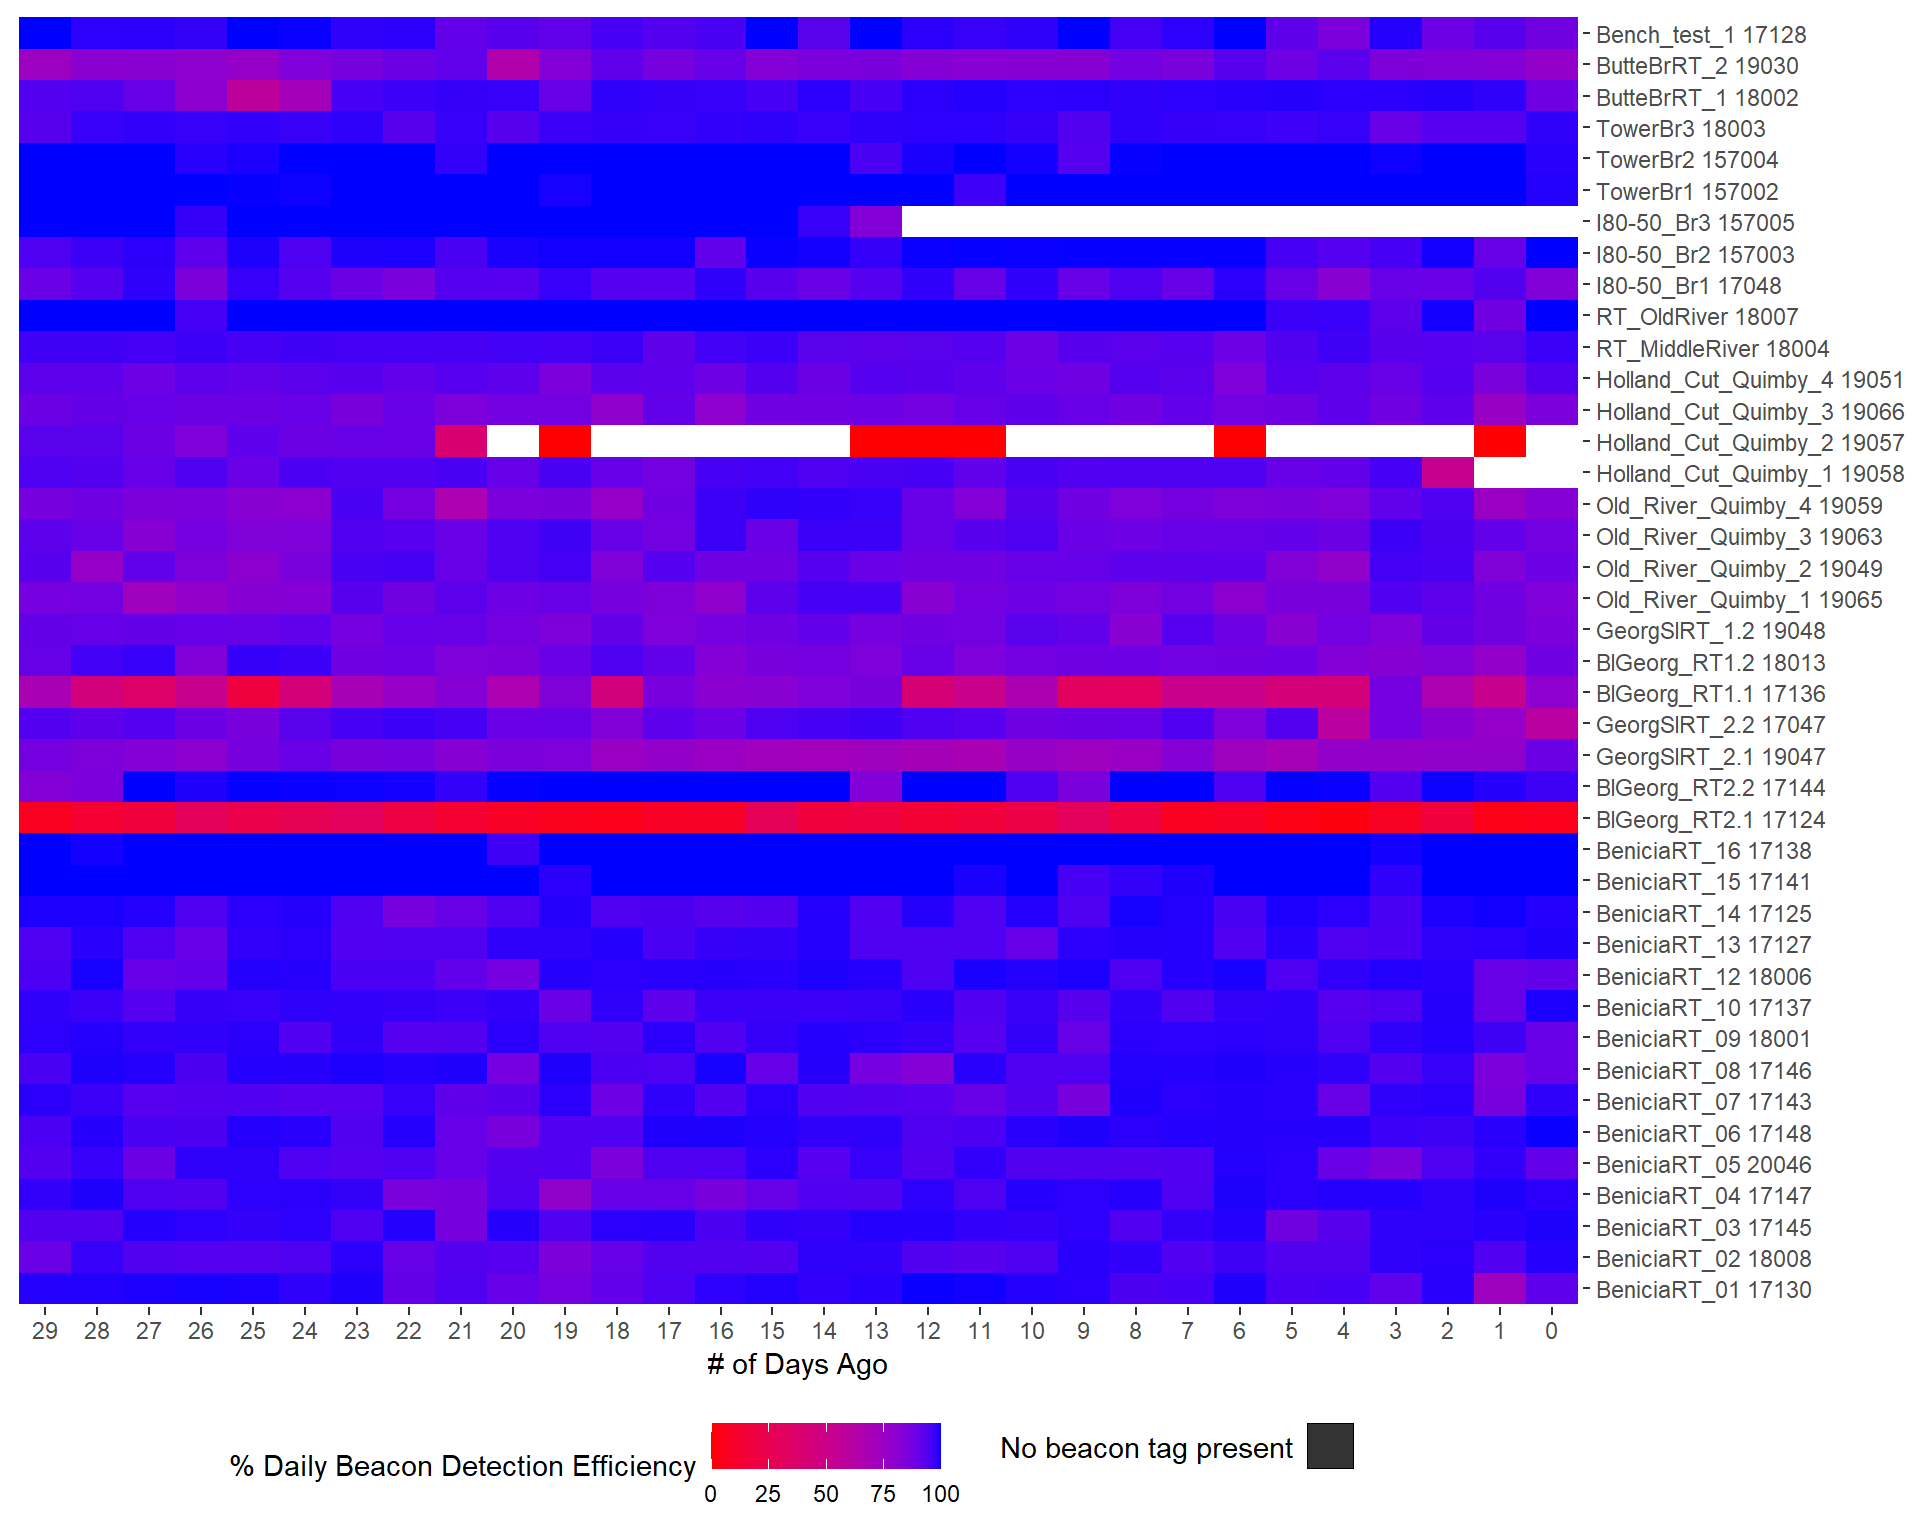 Bench_test_1 17128
ButteBrRT_2 19030
ButteBrRT_1 18002
TowerBr3 18003
TowerBr2 157004
TowerBr1 157002
I80-50_Br3 157005
I80-50_Br2 157003
I80-50_Br1 17048
RT_OldRiver 18007
RT_MiddleRiver 18004
Holland_Cut_Quimby_4 19051
Holland_Cut_Quimby_3 19066
Holland_Cut_Quimby_2 19057
Holland_Cut_Quimby_1 19058
Old_River_Quimby_4 19059
Old_River_Quimby_3 19063
Old_River_Quimby_2 19049
Old_River_Quimby_1 19065
GeorgSlRT_1.2 19048
BlGeorg_RT1.2 18013
BlGeorg_RT1.1 17136
GeorgSlRT_2.2 17047
GeorgSlRT_2.1 19047
BlGeorg_RT2.2 17144
BlGeorg_RT2.1 17124
BeniciaRT_16 17138
BeniciaRT_15 17141
BeniciaRT_14 17125
BeniciaRT_13 17127
BeniciaRT_12 18006
BeniciaRT_10 17137
BeniciaRT_09 18001
BeniciaRT_08 17146
BeniciaRT_07 17143
BeniciaRT_06 17148
BeniciaRT_05 20046
BeniciaRT_04 17147
BeniciaRT_03 17145
BeniciaRT_02 18008
BeniciaRT_01 17130
29 28 27 26 25 24 23 22 21 20 19 18 17 16 15 14 13 12 11 10 9 8 7 6 5 4 3 2 1 0
# of Days Ago
% Daily Beacon Detection Efficiency
0 25 50 75 100
No beacon tag present